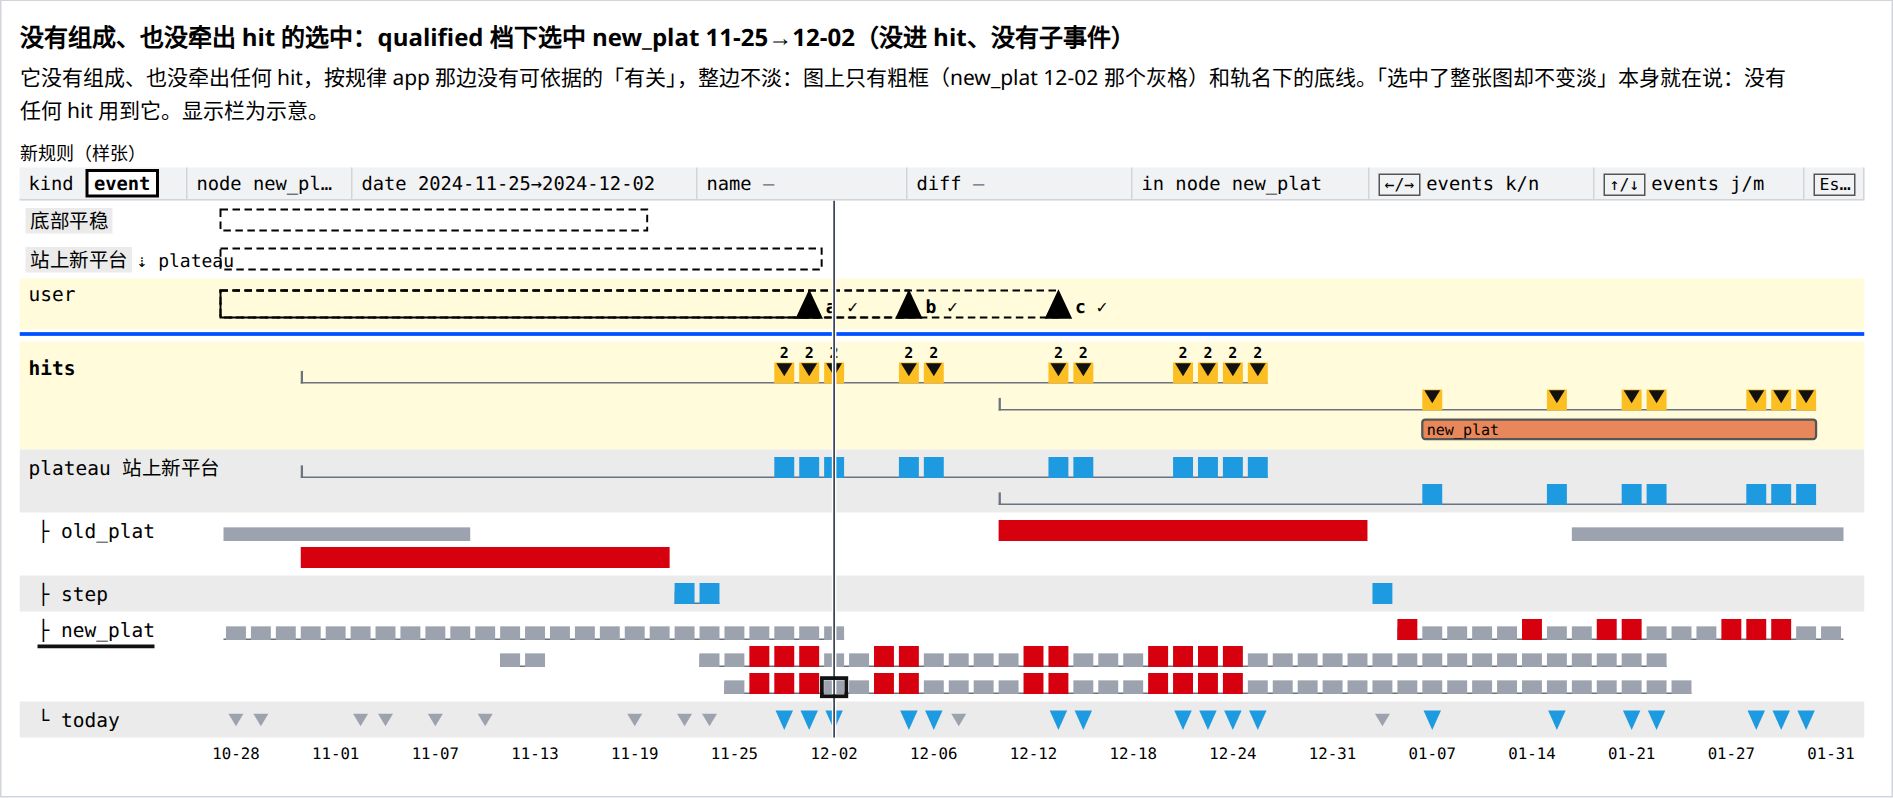 没有组成、也没牵出 hit 的选中：qualified 档下选中 new_plat 11-25→12-02（没进 hit、没有子事件）
它没有组成、也没牵出任何 hit，按规律 app 那边没有可依据的「有关」，整边不淡：图上只有粗框（new_plat 12-02 那个灰格）和轨名下的底线。「选中了整张图却不变淡」本身就在说：没有
任何 hit 用到它。显示栏为示意。
新规则（样张）
kind event node new_pl… date 2024-11-25→2024-12-02 name — diff — in node new_plat ←/→ events k/n ↑/↓ events j/m Es…
底部平稳
站上新平台 ⇣ plateau
user a ✓ b ✓ c ✓
2 2 2 2 2 2 2 2 2 2 2
hits
new_plat
plateau 站上新平台
├ old_plat
├ step
├ new_plat
└ today
10-28 11-01 11-07 11-13 11-19 11-25 12-02 12-06 12-12 12-18 12-24 12-31 01-07 01-14 01-21 01-27 01-31